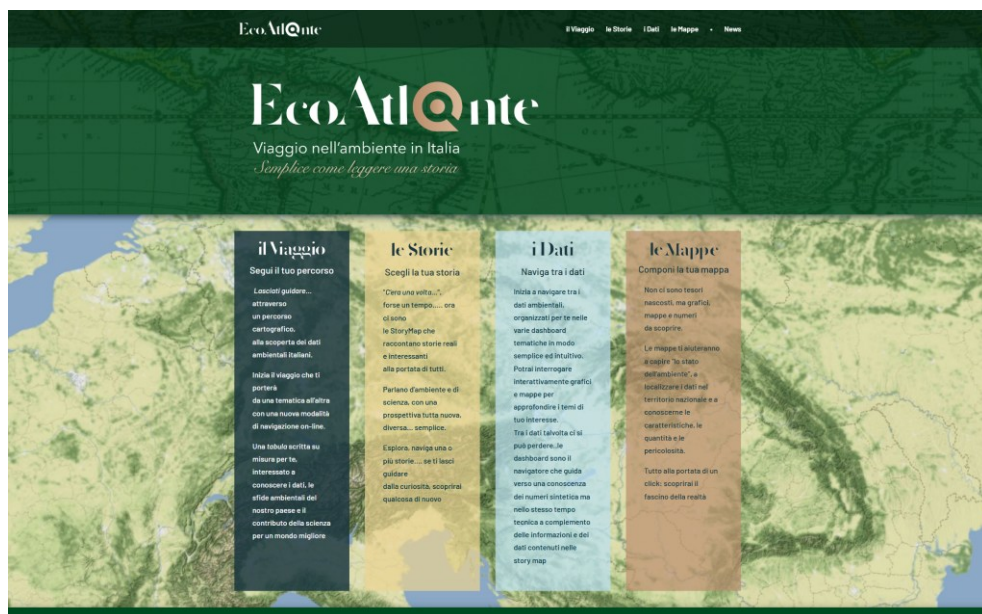 EcoAtl@nte
il Viaggio le Storie i Dati le Mappe • News
EcoAtl@nte
Viaggio nell'ambiente in Italia
Semplice come leggere una storia
il Viaggio
Segui il tuo percorso
Lasciati guidare...
attraverso
un percorso
cartografico.
alla scoperta dei dati
ambientali italiani.
Inizia il viaggio che ti
porterà
da una tematica all'altra
con una nuova modalità
di navigazione on-line.
Una tabula scritta su
misura per te,
interessato a
conoscere i dati, le
sfide ambientali del
nostro paese e il
contributo della scienza
per un mondo migliore
le Storie
Scegli la tua storia
"C'era una volta...",
forse un tempo..... ora
ci sono
le StoryMap che
raccontano storie reali
e interessanti
alla portata di tutti.
Parlano d'ambiente e di
scienza, con una
prospettiva tutta nuova,
diversa... semplice.
Esplora, naviga una o
più storie.... se ti lasci
guidare
dalla curiosità, scoprirai
qualcosa di nuovo
i Dati
Naviga tra i dati
Inizia a navigare tra i
dati ambientali,
organizzati per te nelle
varie dashboard
tematiche in modo
semplice ed intuitivo.
Potrai interrogare
interattivamente grafici
e mappe per
approfondire i temi di
tuo interesse.
Tra i dati talvolta ci si
può perdere..le
dashboard sono il
navigatore che guida
verso una conoscenza
dei numeri sintetica ma
nello stesso tempo
tecnica a complemento
delle informazioni e dei
dati contenuti nelle
story map
le Mappe
Componi la tua mappa
Non ci sono tesori
nascosti, ma grafici,
mappe e numeri
da scoprire.
Le mappe ti aiuteranno
a capire "lo stato
dell'ambiente", a
localizzare i dati nel
territorio nazionale e a
conoscerne le
caratteristiche, le
quantità e le
pericolosità.
Tutto alla portata di un
click: scoprirai il
fascino della realtà